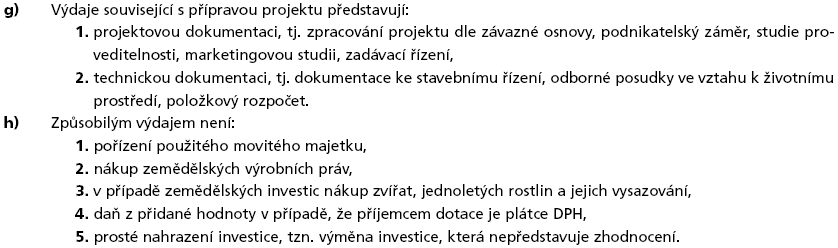 g) Výdaje související s přípravou projektu představují:
1. projektovou dokumentaci, tj. zpracování projektu dle závazné osnovy, podnikatelský záměr, studie pro-
veditelnosti, marketingovou studii, zadávací řízení,
2. technickou dokumentaci, tj. dokumentace ke stavebnímu řízení, odborné posudky ve vztahu k životnímu
prostředí, položkový rozpočet.
h) Způsobilým výdajem není:
1. pořízení použitého movitého majetku,
2. nákup zemědělských výrobních práv,
3. v případě zemědělských investic nákup zvířat, jednoletých rostlin a jejich vysazování,
4. daň z přidané hodnoty v případě, že příjemcem dotace je plátce DPH,
5. prosté nahrazení investice, tzn. výměna investice, která nepředstavuje zhodnocení.